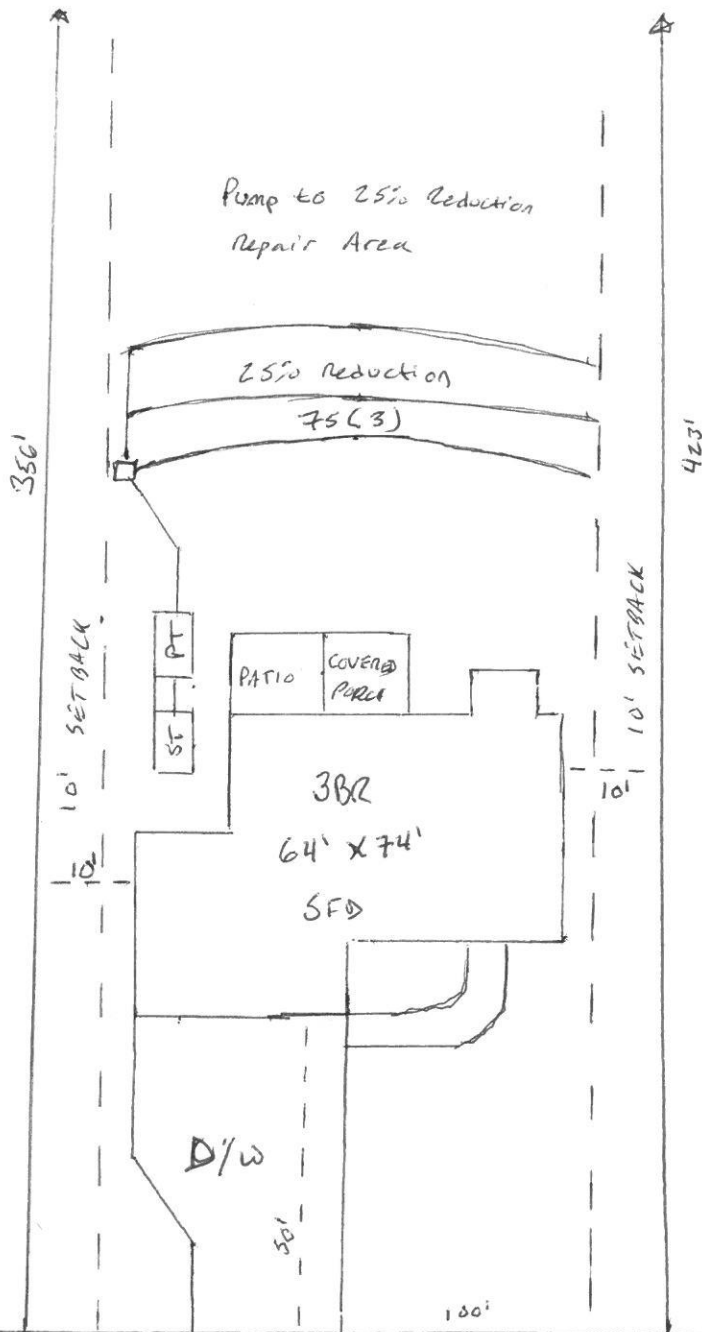 Pump to 25% Reduction
Repair Area
25% Reduction
75(3)
356'
423'
10' SETBACK
10' SETBACK
PT
ST
PATIO
COVERED
PORCH
3BR
64' x 74'
SFD
10'
10'
D/W
50'
100'